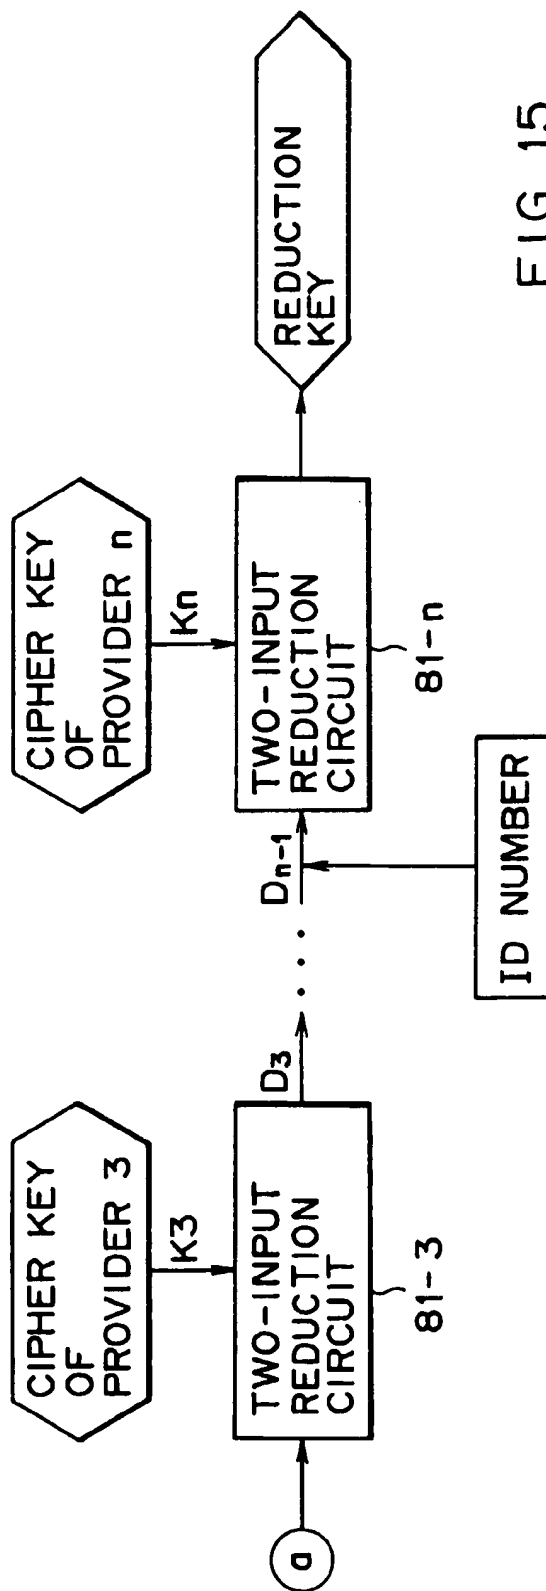 CIPHER KEY
OF
PROVIDER 3
K3
a
TWO-INPUT
REDUCTION
CIRCUIT
81-3
D3
. . .
Dn-1
CIPHER KEY
OF
PROVIDER n
Kn
TWO-INPUT
REDUCTION
CIRCUIT
81-n
ID NUMBER
REDUCTION
KEY
FIG. 15